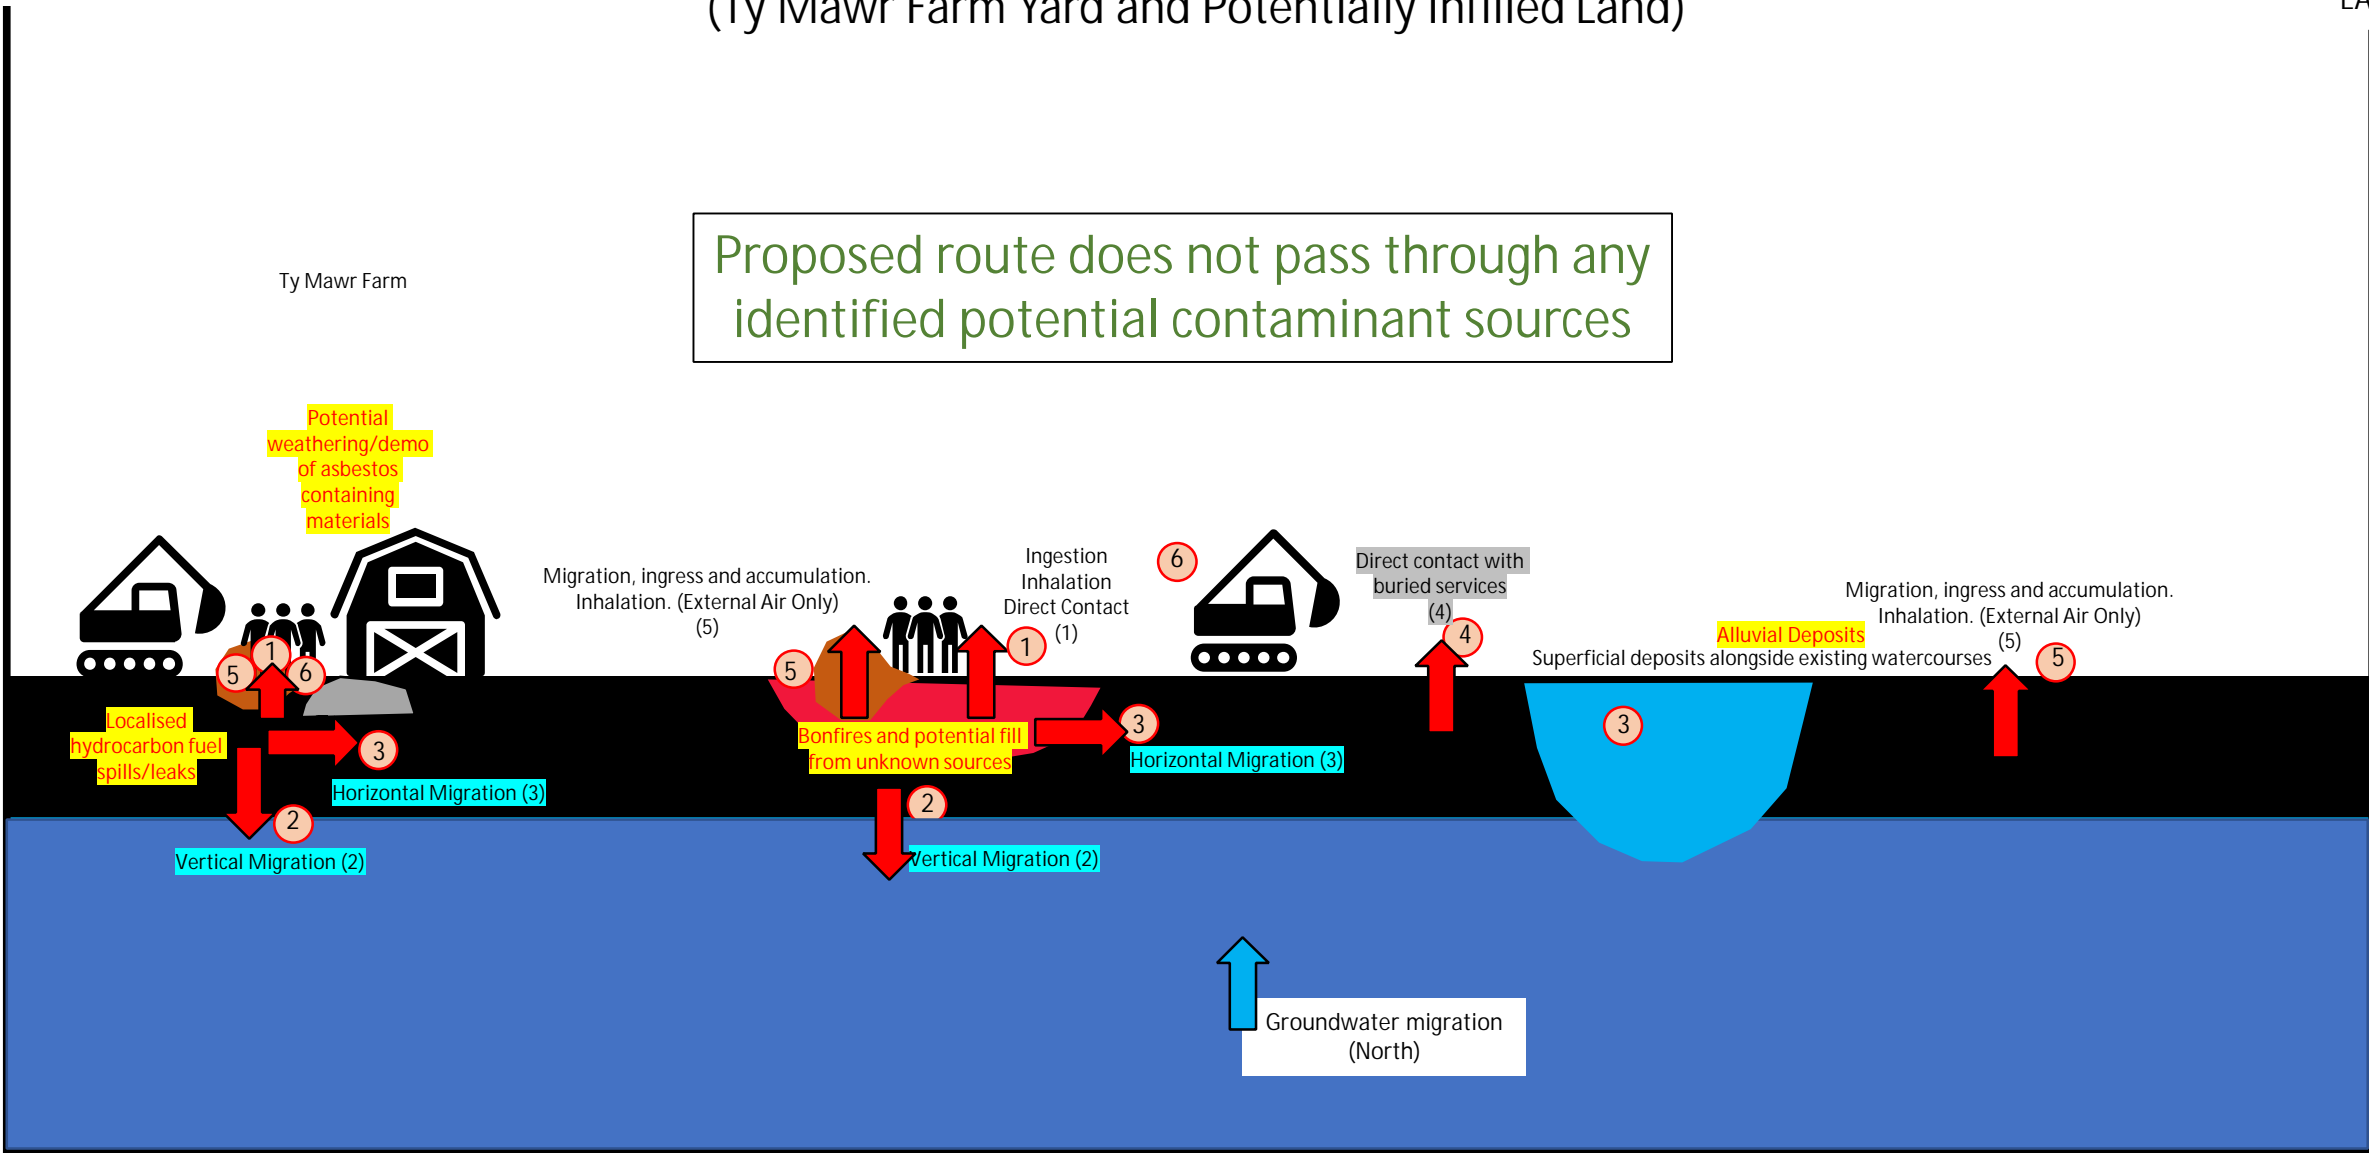 (Ty Mawr Farm Yard and Potentially Infilled Land)
Proposed route does not pass through any
identified potential contaminant sources
Ty Mawr Farm
Potential
weathering/demo
of asbestos
containing
materials
Migration, ingress and accumulation.
Inhalation. (External Air Only)
(5)
Ingestion
Inhalation
Direct Contact
(1)
6
Direct contact with
buried services
(4)
Migration, ingress and accumulation.
Inhalation. (External Air Only)
(5)
Alluvial Deposits
Superficial deposits alongside existing watercourses
5
1
6
5
1
4
5
Localised
hydrocarbon fuel
spills/leaks
3
Horizontal Migration (3)
2
Vertical Migration (2)
Bonfires and potential fill
from unknown sources
3
Horizontal Migration (3)
2
Vertical Migration (2)
3
Groundwater migration
(North)